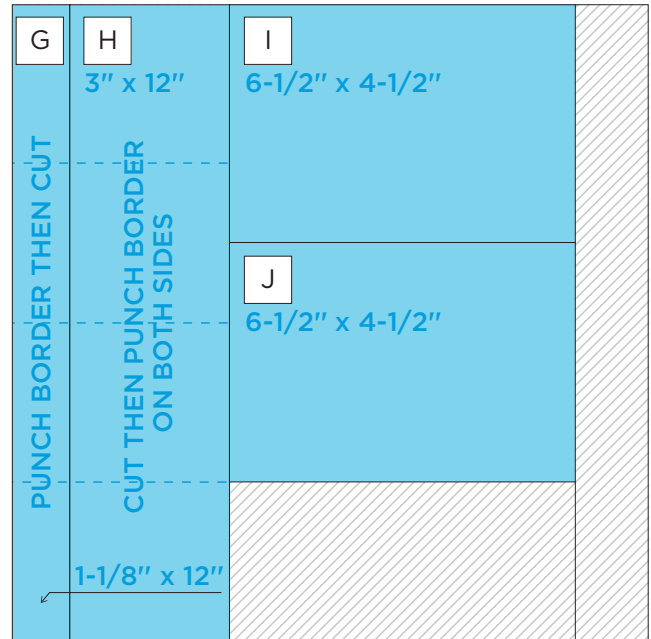 G
H
I
3" x 12"
6-1/2" x 4-1/2"
PUNCH BORDER THEN CUT
CUT THEN PUNCH BORDER
ON BOTH SIDES
J
6-1/2" x 4-1/2"
1-1/8" x 12"